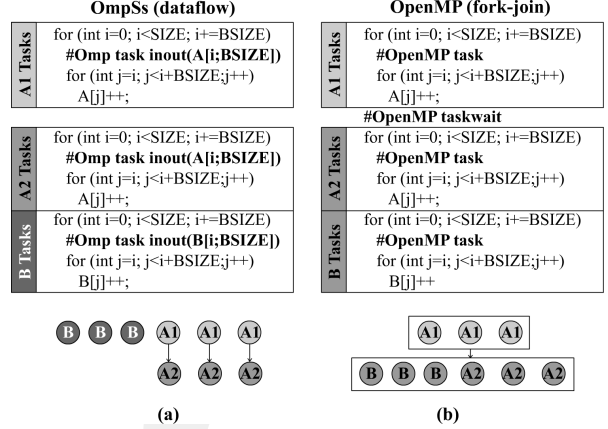 OmpSs (dataflow)
A1 Tasks
for (int i=0; i<SIZE; i+=BSIZE)
#Omp task inout(A[i;BSIZE])
for (int j=i; j<i+BSIZE;j++)
A[j]++;
A2 Tasks
for (int i=0; i<SIZE; i+=BSIZE)
#Omp task inout(A[i;BSIZE])
for (int j=i; j<i+BSIZE;j++)
A[j]++;
B Tasks
for (int i=0; i<SIZE; i+=BSIZE)
#Omp task inout(B[i;BSIZE])
for (int j=i; j<i+BSIZE;j++)
B[j]++;
B B B A1 A1 A1
A2 A2 A2
(a)
OpenMP (fork-join)
A1 Tasks
for (int i=0; i<SIZE; i+=BSIZE)
#OpenMP task
for (int j=i; j<i+BSIZE;j++)
A[j]++;
#OpenMP taskwait
A2 Tasks
for (int i=0; i<SIZE; i+=BSIZE)
#OpenMP task
for (int j=i; j<i+BSIZE;j++)
A[j]++;
B Tasks
for (int i=0; i<SIZE; i+=BSIZE)
#OpenMP task
for (int j=i; j<i+BSIZE;j++)
B[j]++
A1 A1 A1
B B B A2 A2 A2
(b)